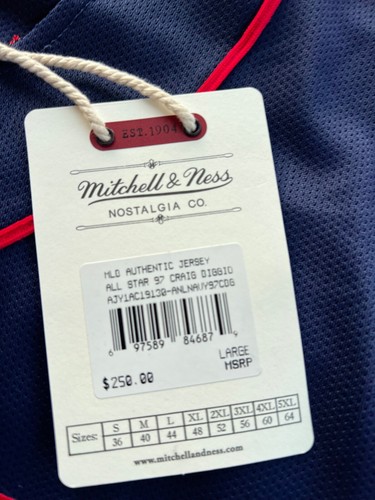 EST. 1904
Mitchell & Ness
NOSTALGIA CO.
MLB AUTHENTIC JERSEY
ALL STAR 97 CRAIG BIGGIO
AJY1AC19130-ANLNAVY97CBG
6 97589 84687 9
LARGE
MSRP
$250.00
Sizes: S M L XL 2XL 3XL 4XL 5XL
36 40 44 48 52 56 60 64
www.mitchellandness.com